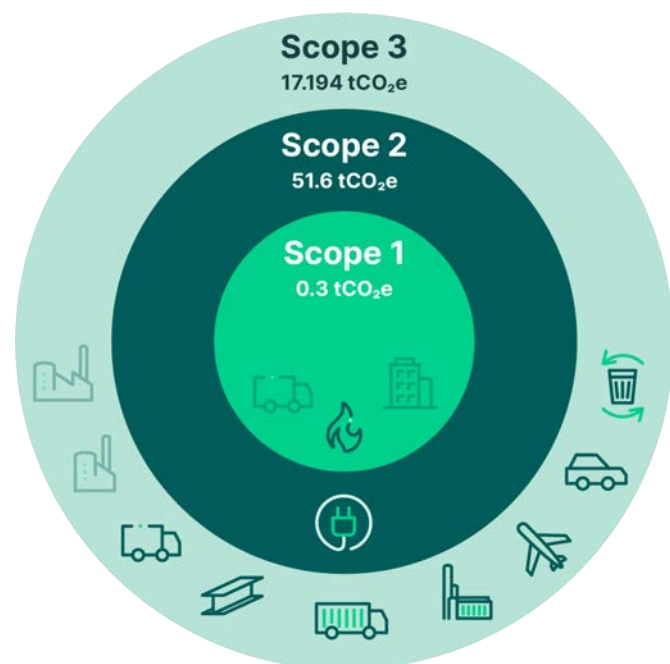 Scope 3
17.194 tCO₂e
Scope 2
51.6 tCO₂e
Scope 1
0.3 tCO₂e